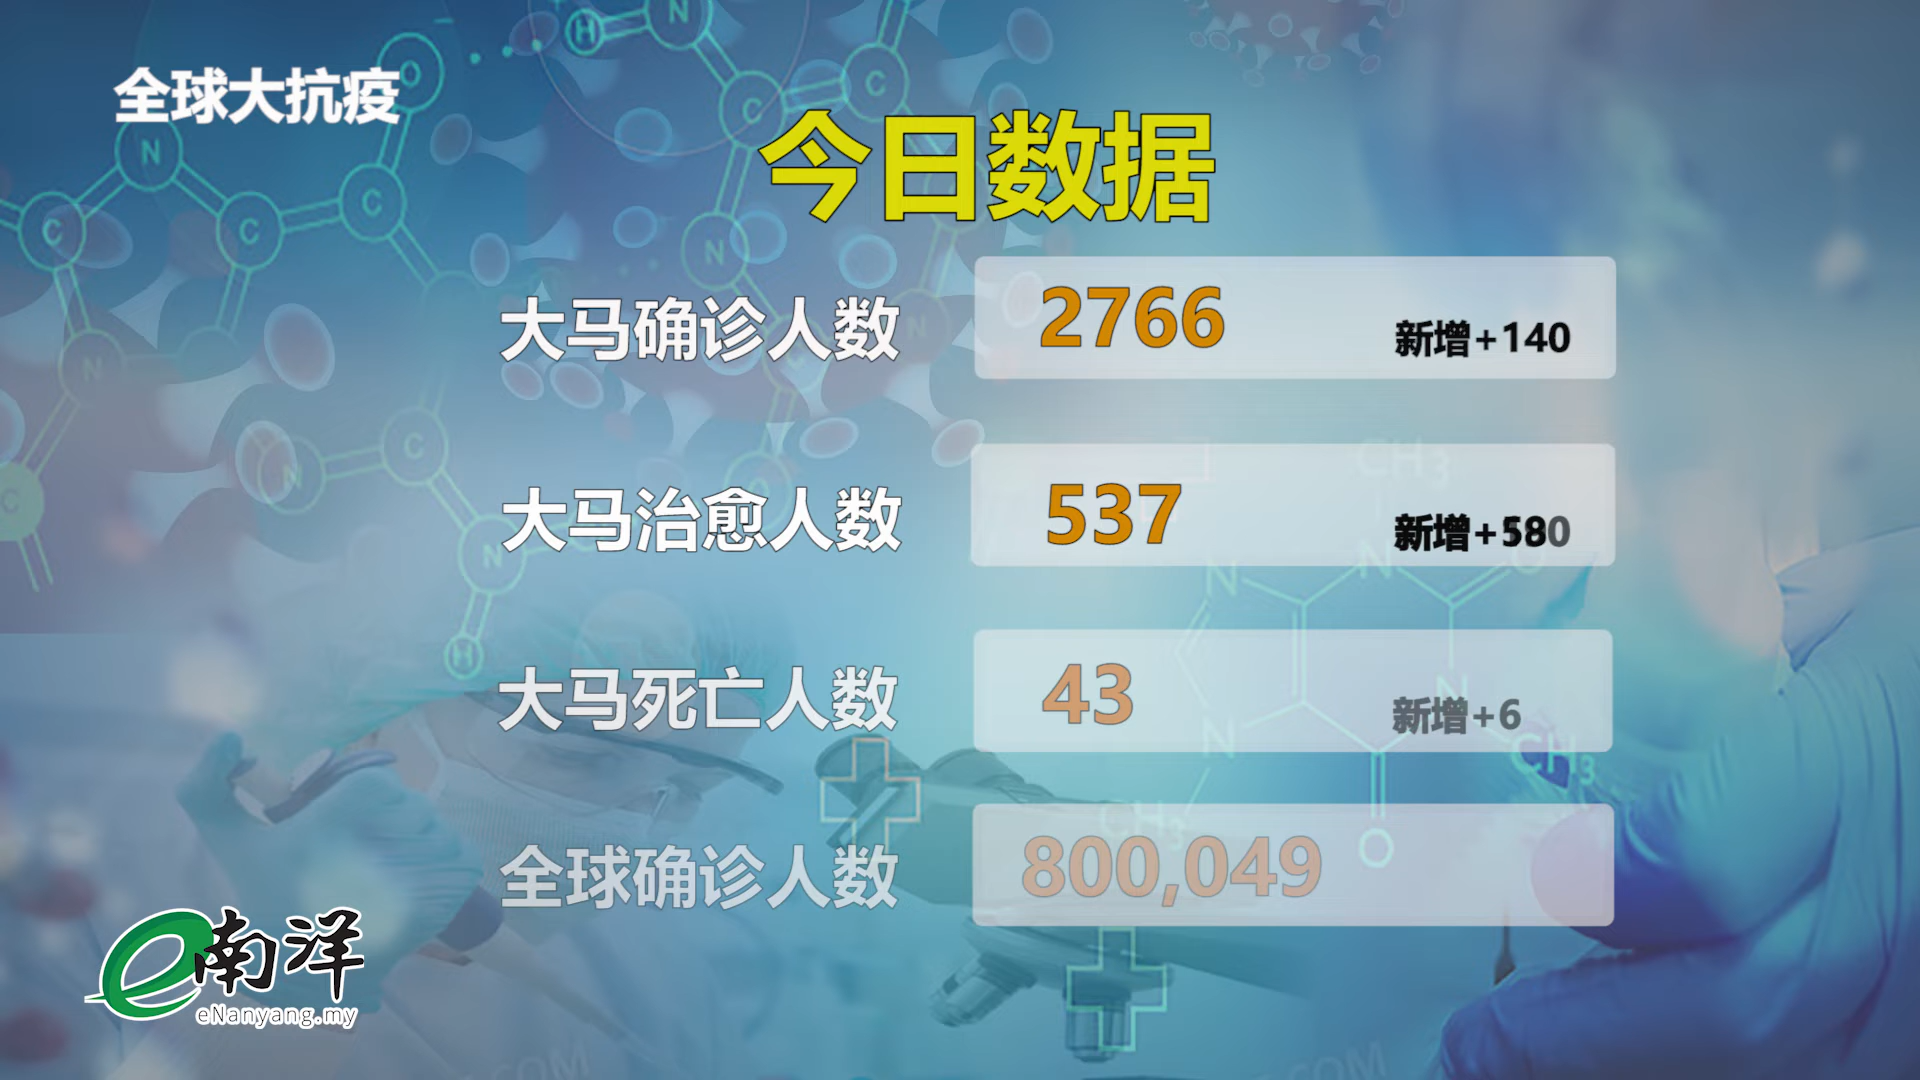 全球大抗疫
今日数据
大马确诊人数 2766 新增+140
大马治愈人数 537 新增+580
大马死亡人数 43 新增+6
全球确诊人数 800,049
e南洋
eNanyang.my